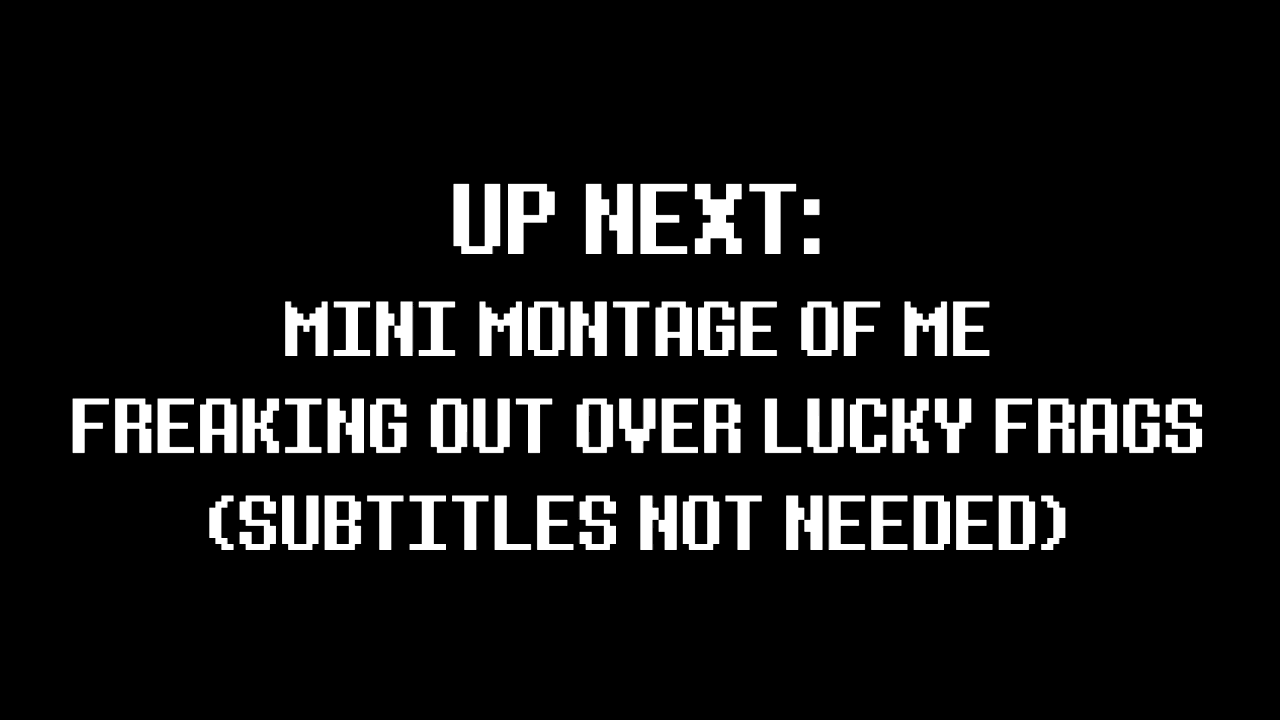 UP NEXT:
MINI MONTAGE OF ME
FREAKING OUT OVER LUCKY FRAGS
(SUBTITLES NOT NEEDED)